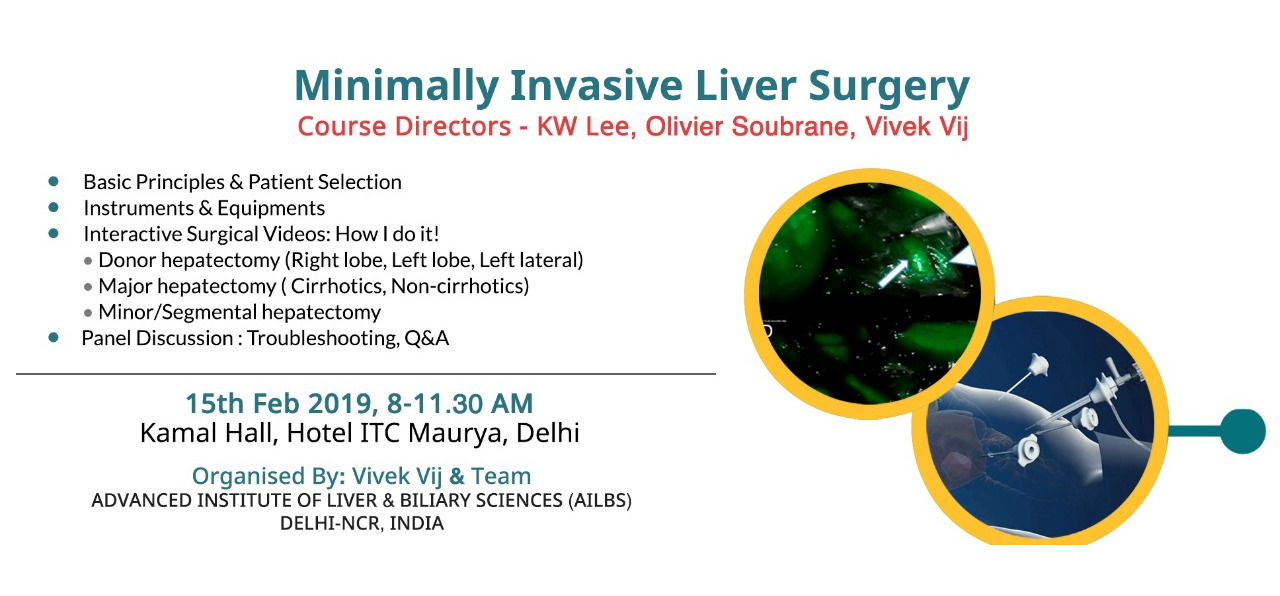 Minimally Invasive Liver Surgery
Course Directors - KW Lee, Olivier Soubrane, Vivek Vij
Basic Principles & Patient Selection
Instruments & Equipments
Interactive Surgical Videos: How I do it!
Donor hepatectomy (Right lobe, Left lobe, Left lateral)
Major hepatectomy ( Cirrhotics, Non-cirrhotics)
Minor/Segmental hepatectomy
Panel Discussion : Troubleshooting, Q&A
15th Feb 2019, 8-11.30 AM
Kamal Hall, Hotel ITC Maurya, Delhi
Organised By: Vivek Vij & Team
ADVANCED INSTITUTE OF LIVER & BILIARY SCIENCES (AILBS)
DELHI-NCR, INDIA